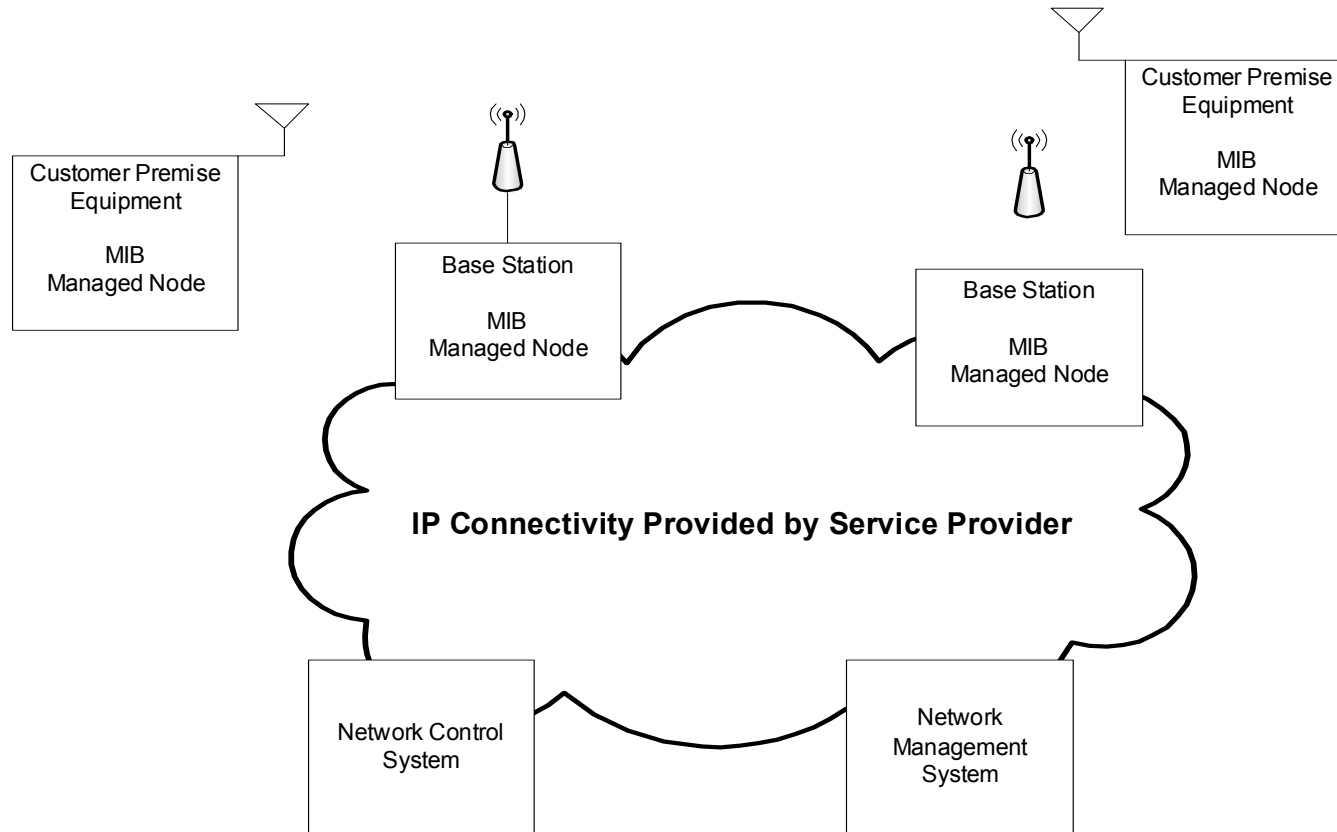 Customer Premise
Equipment
MIB
Managed Node
Customer Premise
Equipment
MIB
Managed Node
Base Station
MIB
Managed Node
Base Station
MIB
Managed Node
IP Connectivity Provided by Service Provider
Network Control
System
Network
Management
System